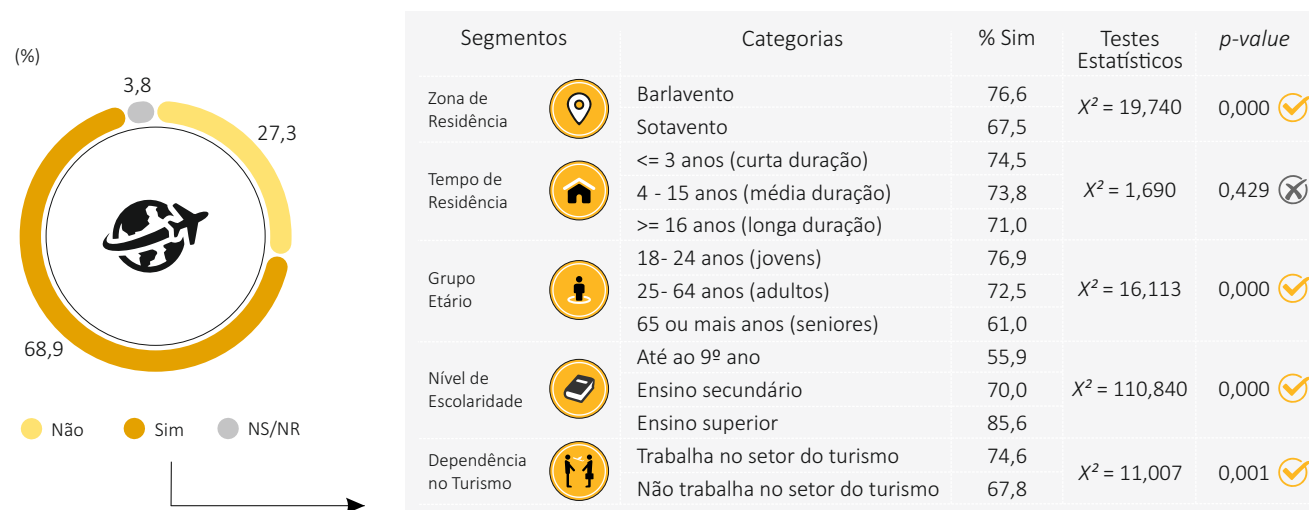 (%)
3,8
27,3
68,9
Não
Sim
NS/NR
Segmentos Categorias % Sim Testes Estatísticos p-value
Zona de
Residência
Barlavento 76,6
Sotavento 67,5
X² = 19,740 0,000
Tempo de
Residência
<= 3 anos (curta duração) 74,5
4 - 15 anos (média duração) 73,8
>= 16 anos (longa duração) 71,0
X² = 1,690 0,429
Grupo
Etário
18- 24 anos (jovens) 76,9
25- 64 anos (adultos) 72,5
65 ou mais anos (seniores) 61,0
X² = 16,113 0,000
Nível de
Escolaridade
Até ao 9º ano 55,9
Ensino secundário 70,0
Ensino superior 85,6
X² = 110,840 0,000
Dependência
no Turismo
Trabalha no setor do turismo 74,6
Não trabalha no setor do turismo 67,8
X² = 11,007 0,001